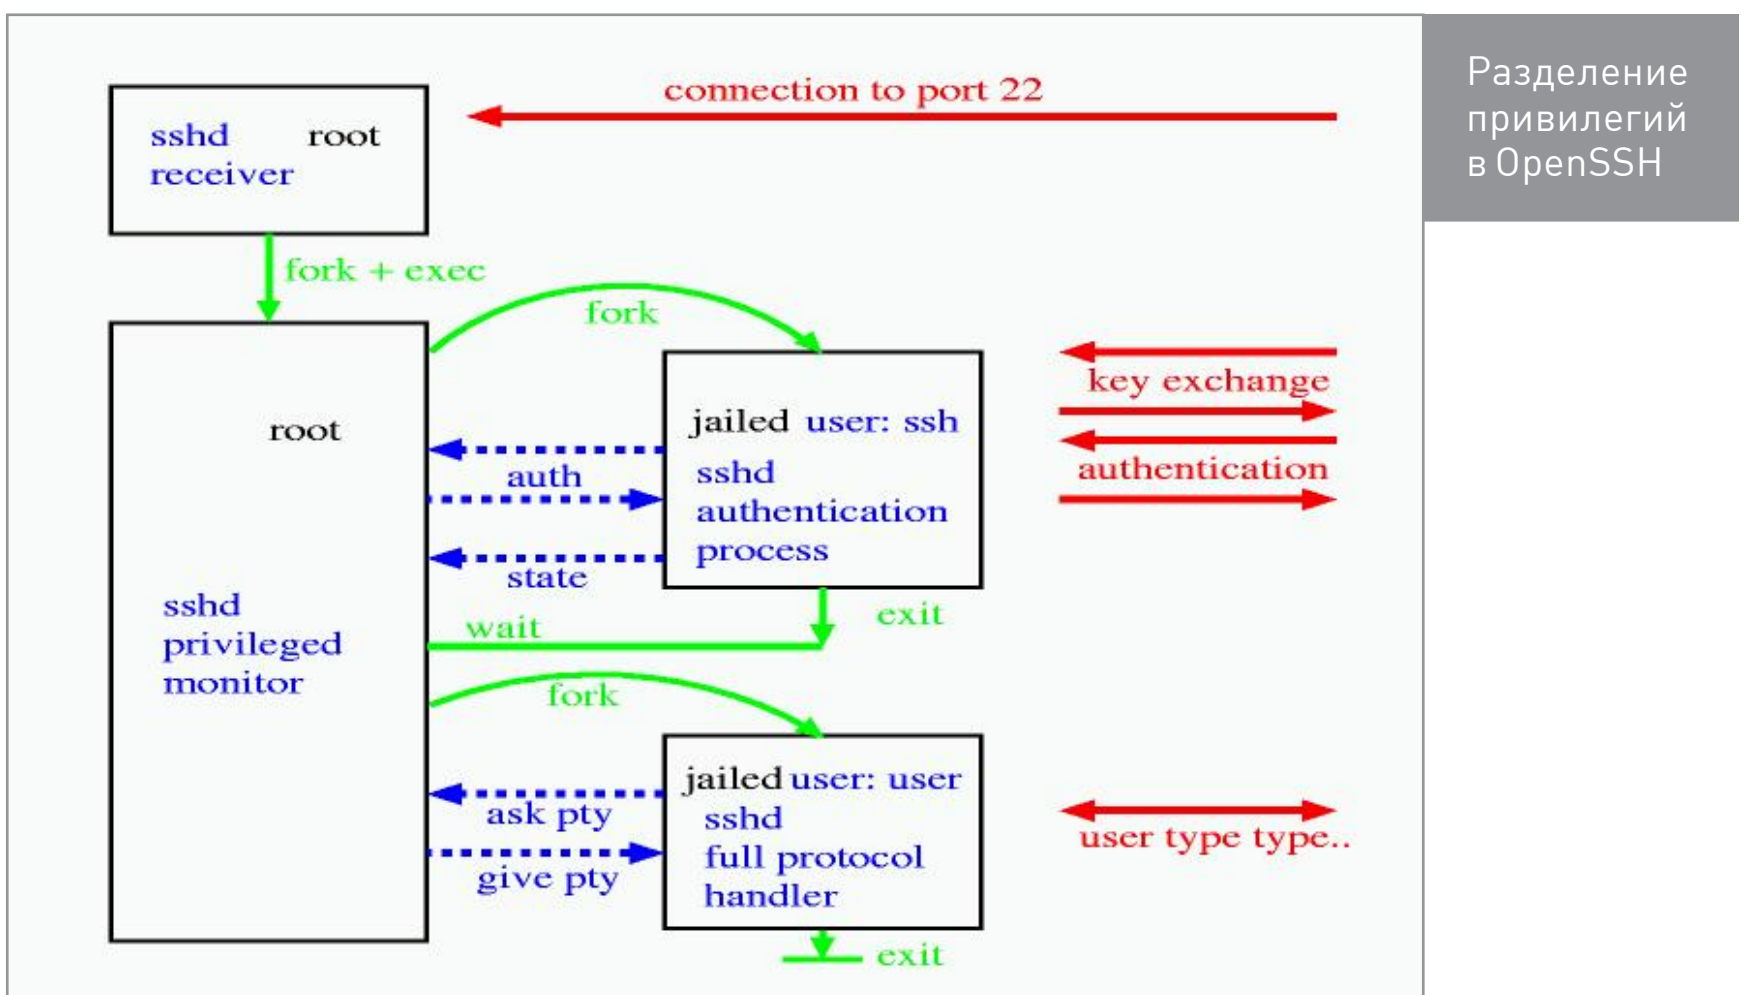 connection to port 22
Разделение
привилегий
в OpenSSH
sshd root
receiver
fork + exec
fork
root
sshd
privileged
monitor
jailed user: ssh
sshd
authentication
process
auth
state
wait
exit
key exchange
authentication
fork
jailed user: user
sshd
full protocol
handler
ask pty
give pty
exit
user type type..